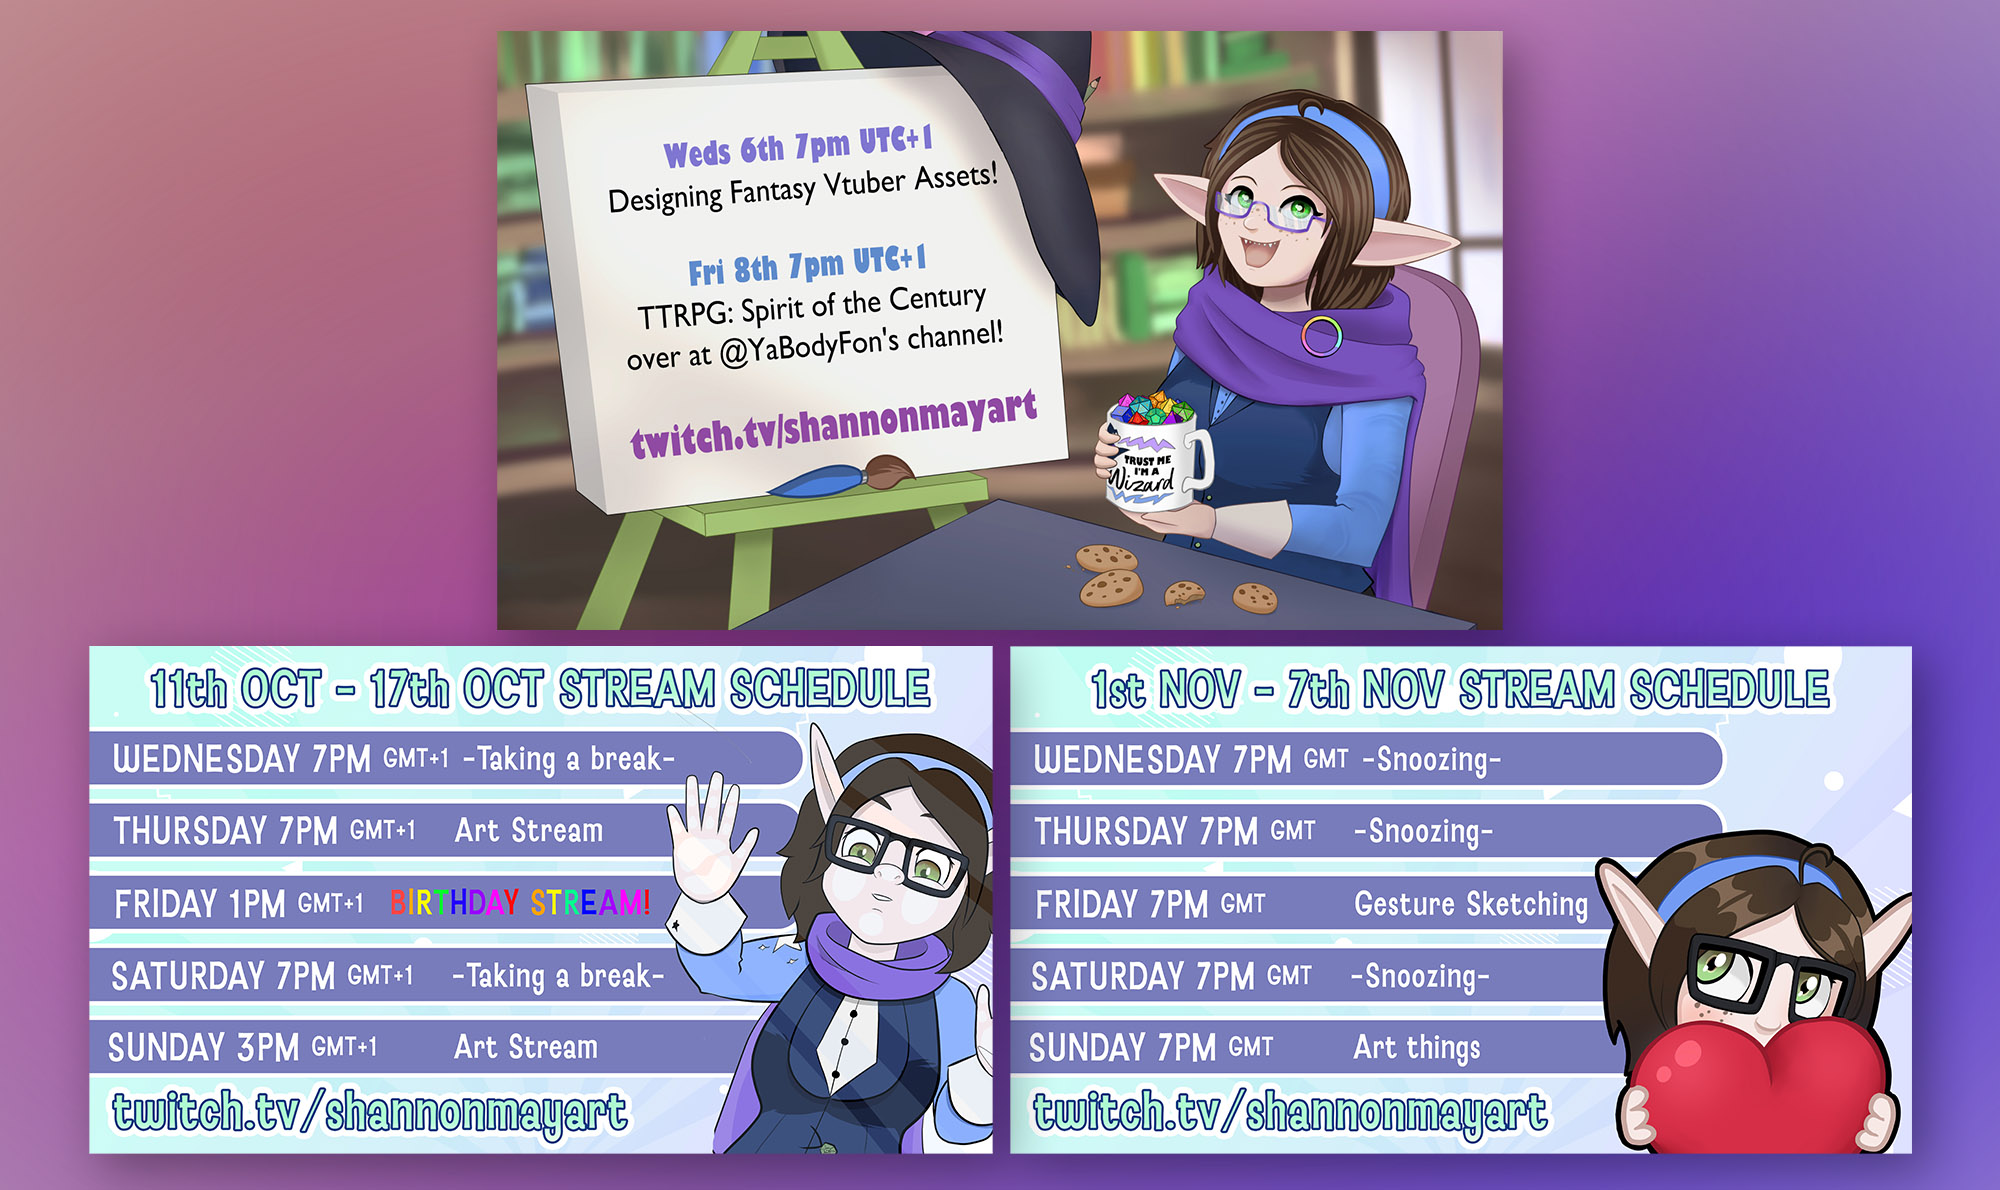 Weds 6th 7pm UTC+1
Designing Fantasy Vtuber Assets!
Fri 8th 7pm UTC+1
TTRPG: Spirit of the Century
over at @YaBodyFon's channel!
twitch.tv/shannonmayart
TRUST ME
I'M A
Wizard
11th OCT - 17th OCT STREAM SCHEDULE
WEDNESDAY 7PM GMT+1 -Taking a break-
THURSDAY 7PM GMT+1 Art Stream
FRIDAY 1PM GMT+1 BIRTHDAY STREAM!
SATURDAY 7PM GMT+1 -Taking a break-
SUNDAY 3PM GMT+1 Art Stream
twitch.tv/shannonmayart
1st NOV - 7th NOV STREAM SCHEDULE
WEDNESDAY 7PM GMT -Snoozing-
THURSDAY 7PM GMT -Snoozing-
FRIDAY 7PM GMT Gesture Sketching
SATURDAY 7PM GMT -Snoozing-
SUNDAY 7PM GMT Art things
twitch.tv/shannonmayart